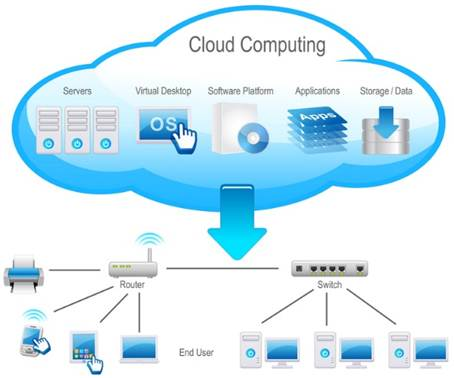 Cloud Computing
Servers
Virtual Desktop
Software Platform
Applications
Storage / Data
OS
Apps
Router
Switch
End User